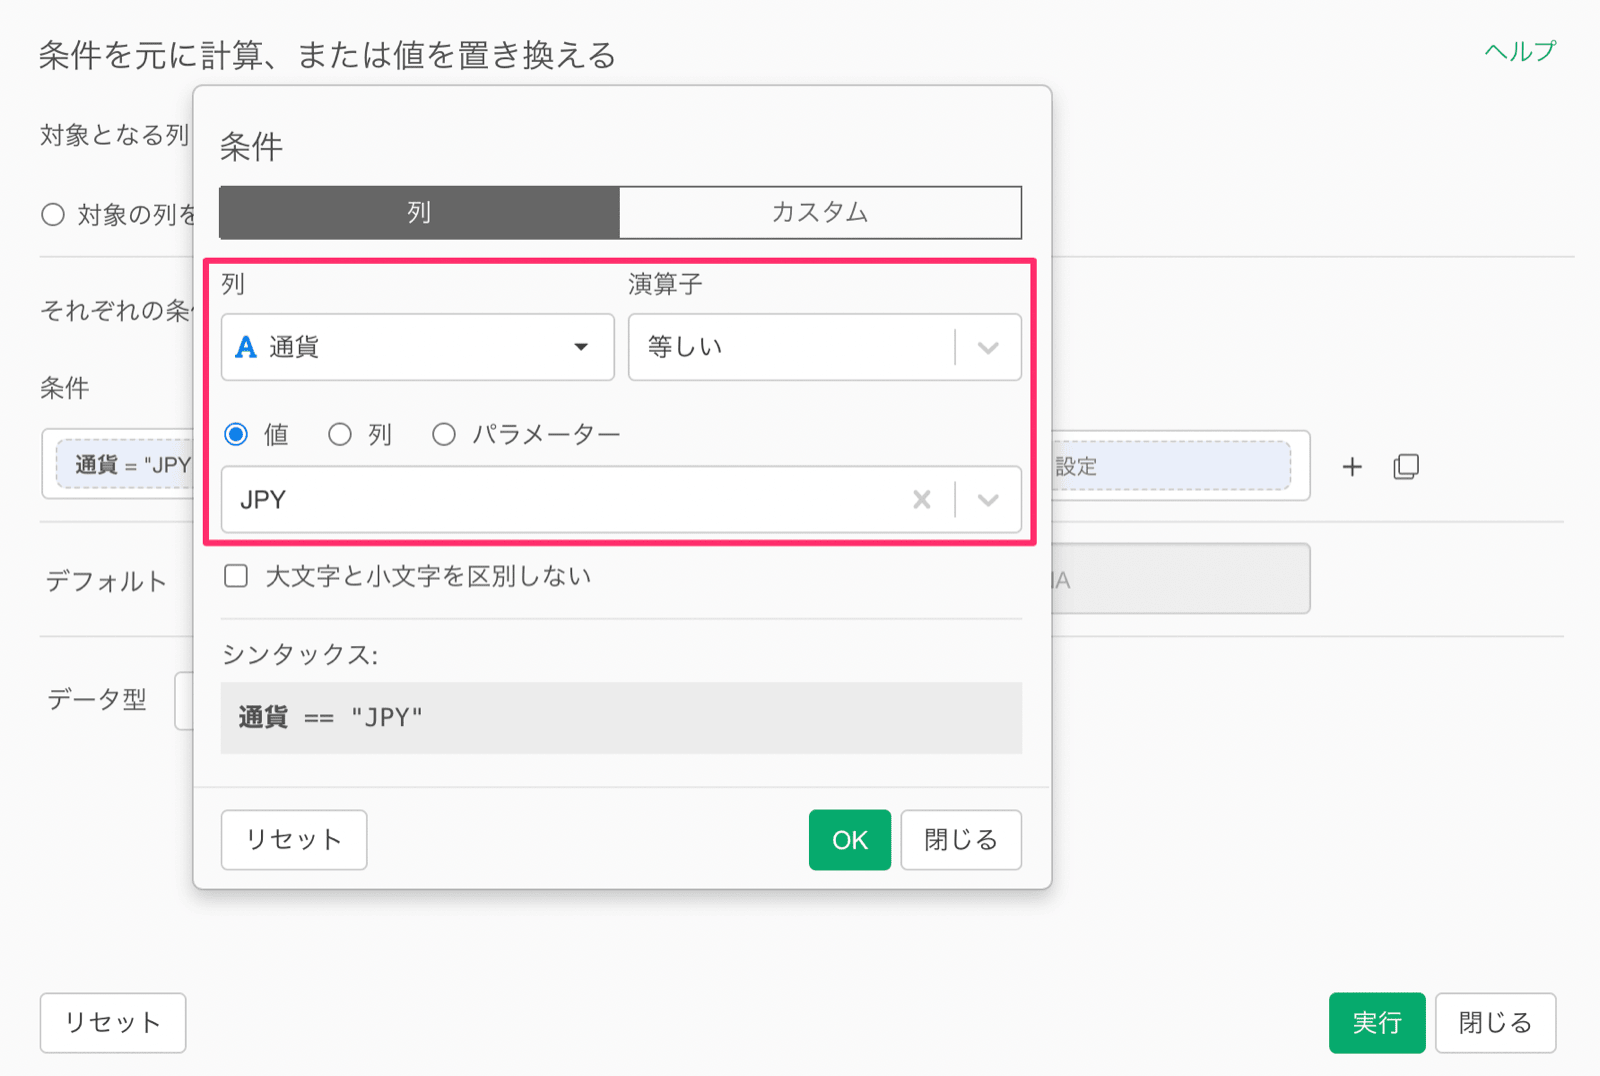 条件を元に計算、または値を置き換える
ヘルプ
対象となる列
対象の列を
それぞれの条
条件
通貨 = "JPY
設定
デフォルト
データ型
条件
列
カスタム
列
演算子
A 通貨
等しい
値
列
パラメーター
JPY
大文字と小文字を区別しない
シンタックス:
通貨 == "JPY"
リセット
OK
閉じる
リセット
実行
閉じる